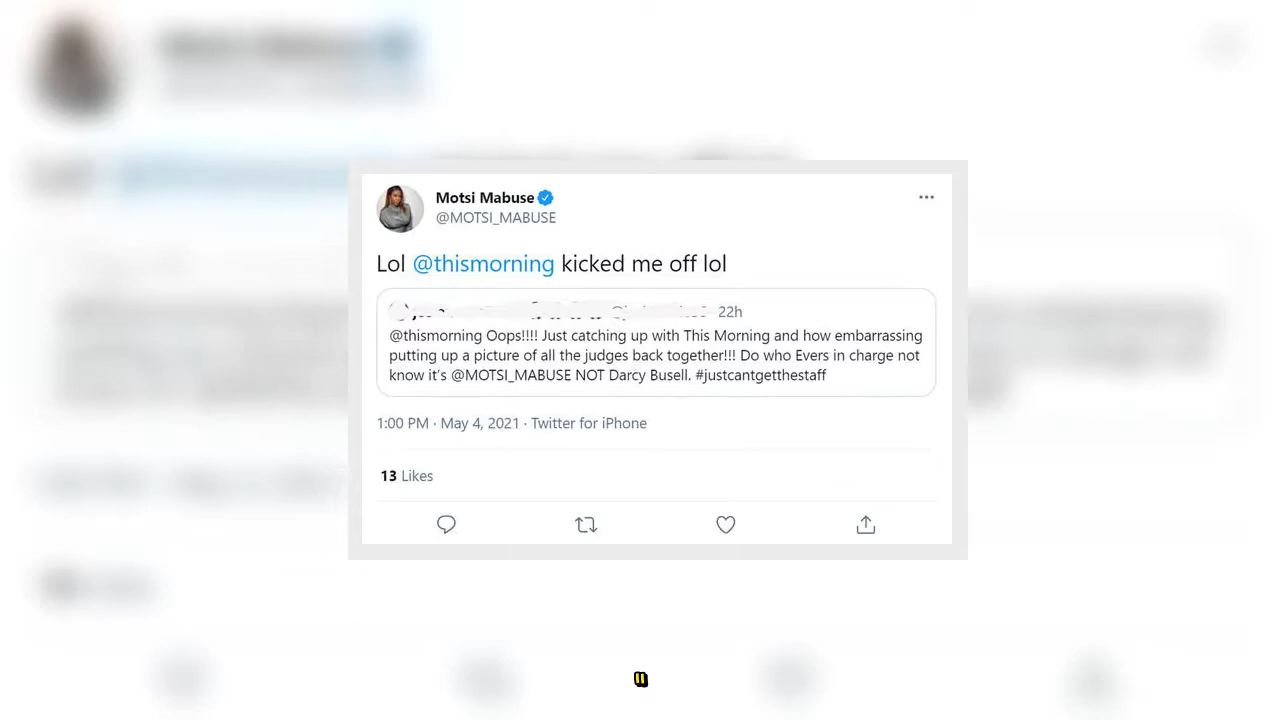 Motsi Mabuse
@MOTSI_MABUSE
Lol @thismorning kicked me off lol
22h
@thismorning Oops!!!! Just catching up with This Morning and how embarrassing
putting up a picture of all the judges back together!!! Do who Evers in charge not
know it's @MOTSI_MABUSE NOT Darcy Busell. #justcantgetthestaff
1:00 PM · May 4, 2021 · Twitter for iPhone
13 Likes
"